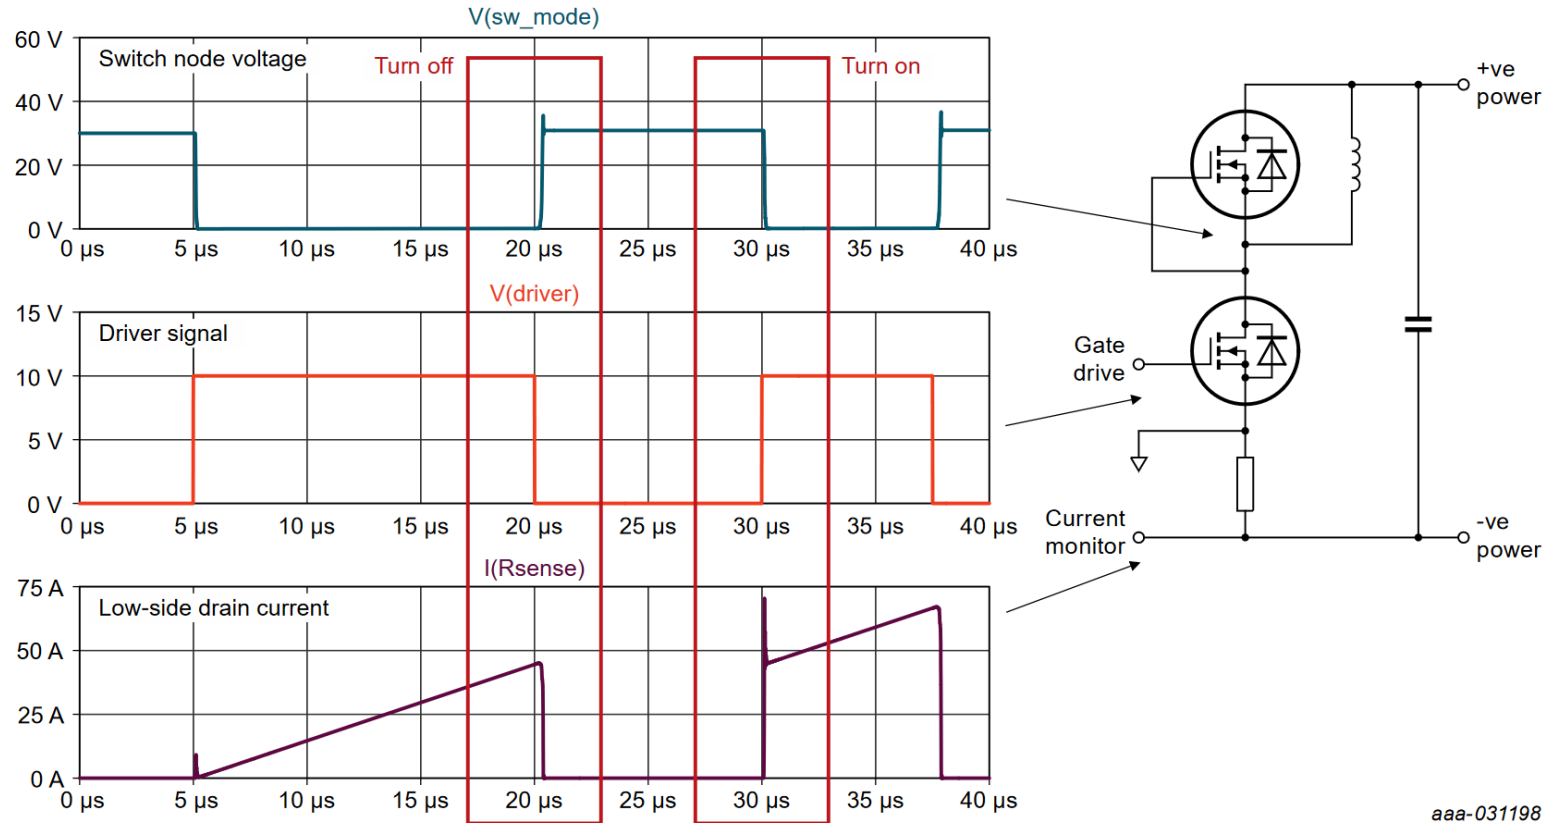 V(sw_mode)
60 V
Switch node voltage
Turn off
Turn on
40 V
20 V
0 V
0 µs
5 µs
10 µs
15 µs
20 µs
25 µs
30 µs
35 µs
40 µs
V(driver)
15 V
Driver signal
10 V
5 V
0 V
0 µs
5 µs
10 µs
15 µs
20 µs
25 µs
30 µs
35 µs
40 µs
I(Rsense)
75 A
Low-side drain current
50 A
25 A
0 A
0 µs
5 µs
10 µs
15 µs
20 µs
25 µs
30 µs
35 µs
40 µs
+ve
power
Gate
drive
Current
monitor
-ve
power
aaa-031198